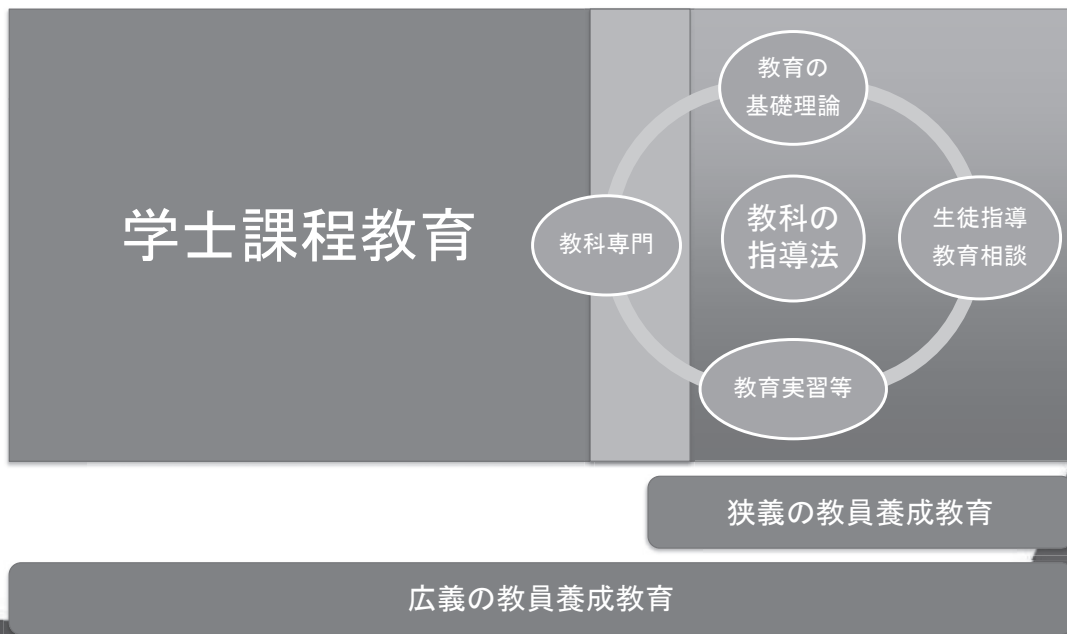 学士課程教育
教育の
基礎理論
教科専門
教科の
指導法
生徒指導
教育相談
教育実習等
狭義の教員養成教育
広義の教員養成教育